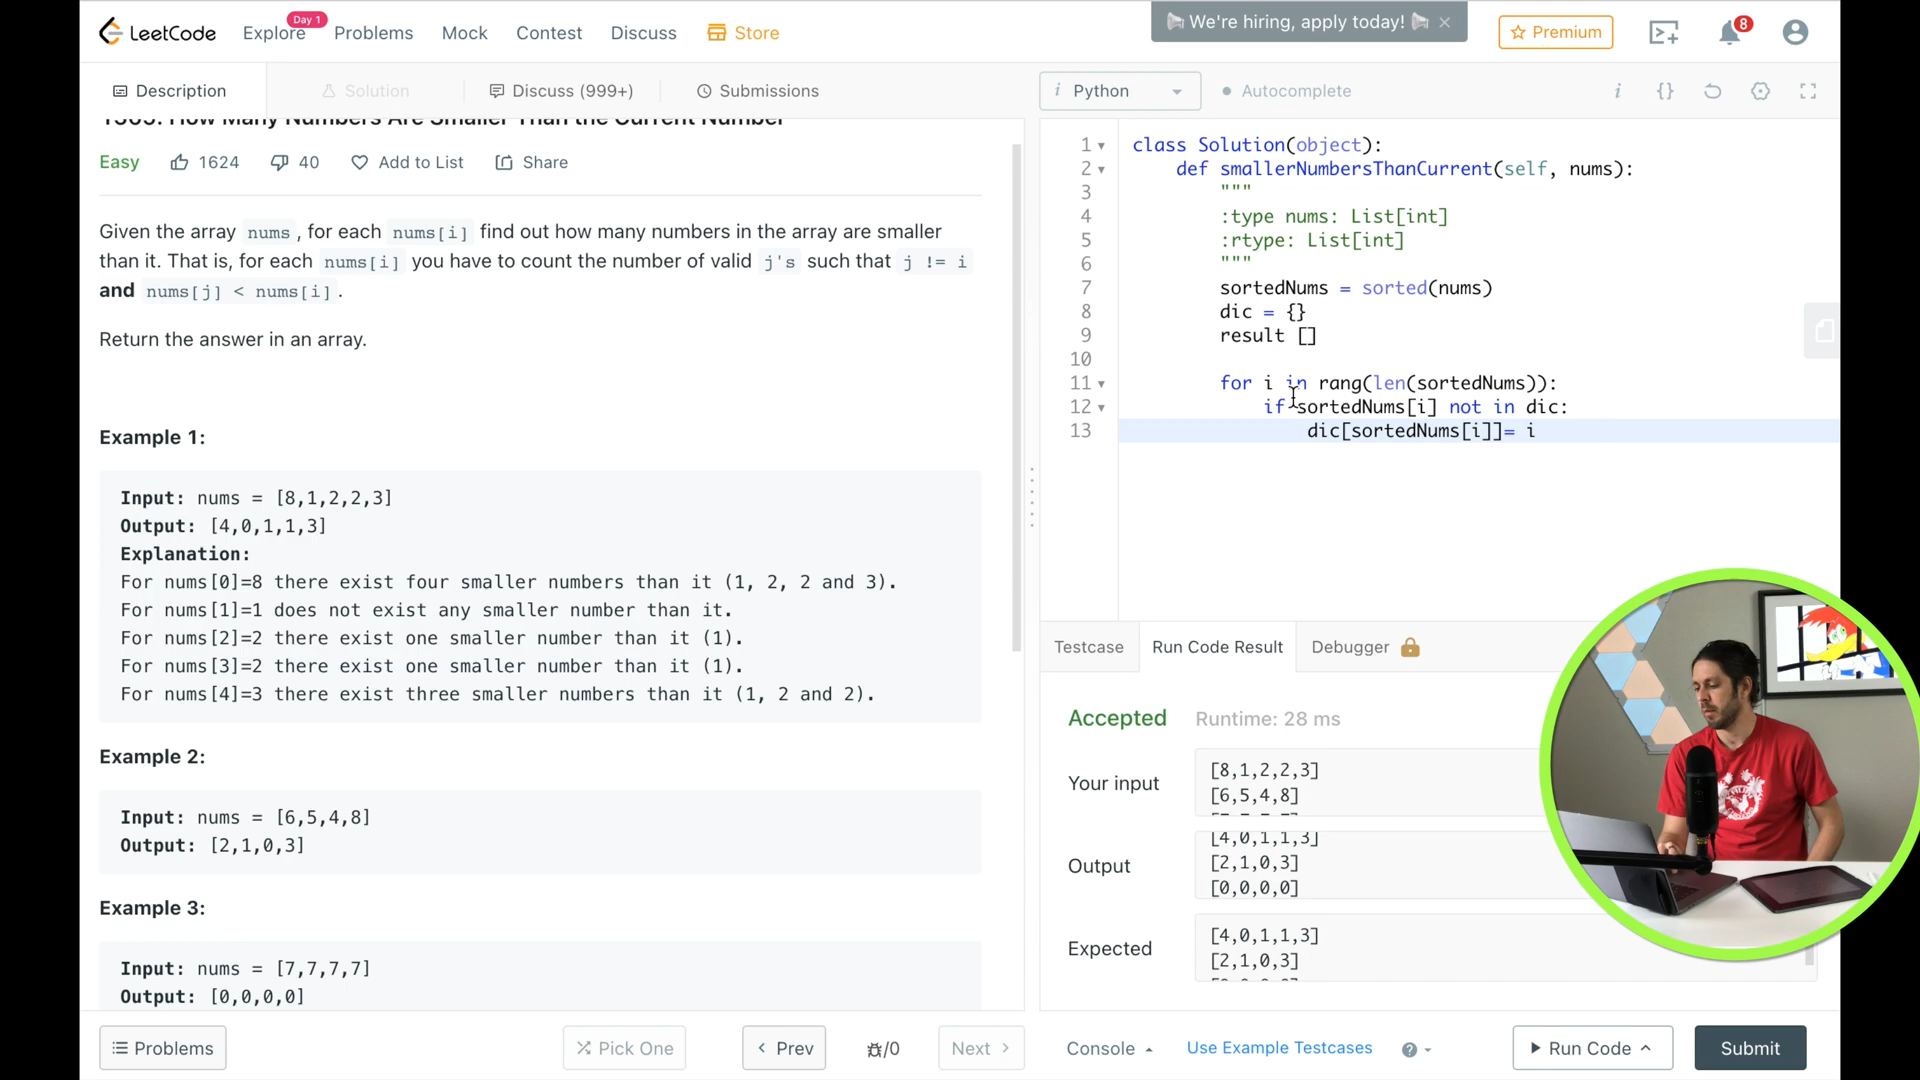 LeetCode
Explore
Day 1
Problems
Mock
Contest
Discuss
Store
We're hiring, apply today!
Premium
8
Description
Solution
Discuss (999+)
Submissions
i Python
Autocomplete
i {}
1365. How Many Numbers Are Smaller Than the Current Number
Easy 1624 40 Add to List Share
Given the array nums , for each nums[i] find out how many numbers in the array are smaller
than it. That is, for each nums[i] you have to count the number of valid j's such that j != i
and nums[j] < nums[i] .
Return the answer in an array.
Example 1:
Input: nums = [8,1,2,2,3]
Output: [4,0,1,1,3]
Explanation:
For nums[0]=8 there exist four smaller numbers than it (1, 2, 2 and 3).
For nums[1]=1 does not exist any smaller number than it.
For nums[2]=2 there exist one smaller number than it (1).
For nums[3]=2 there exist one smaller number than it (1).
For nums[4]=3 there exist three smaller numbers than it (1, 2 and 2).
Example 2:
Input: nums = [6,5,4,8]
Output: [2,1,0,3]
Example 3:
Input: nums = [7,7,7,7]
Output: [0,0,0,0]
1 class Solution(object):
2 def smallerNumbersThanCurrent(self, nums):
3 """
4 :type nums: List[int]
5 :rtype: List[int]
6 """
7 sortedNums = sorted(nums)
8 dic = {}
9 result []
10
11 for i in rang(len(sortedNums)):
12 if sortedNums[i] not in dic:
13 dic[sortedNums[i]]= i
Testcase
Run Code Result
Debugger
Accepted Runtime: 28 ms
Your input
[8,1,2,2,3]
[6,5,4,8]
Output
[4,0,1,1,3]
[2,1,0,3]
[0,0,0,0]
Expected
[4,0,1,1,3]
[2,1,0,3]
Problems
Pick One
Prev
/0
Next
Console
Use Example Testcases
?
Run Code
Submit